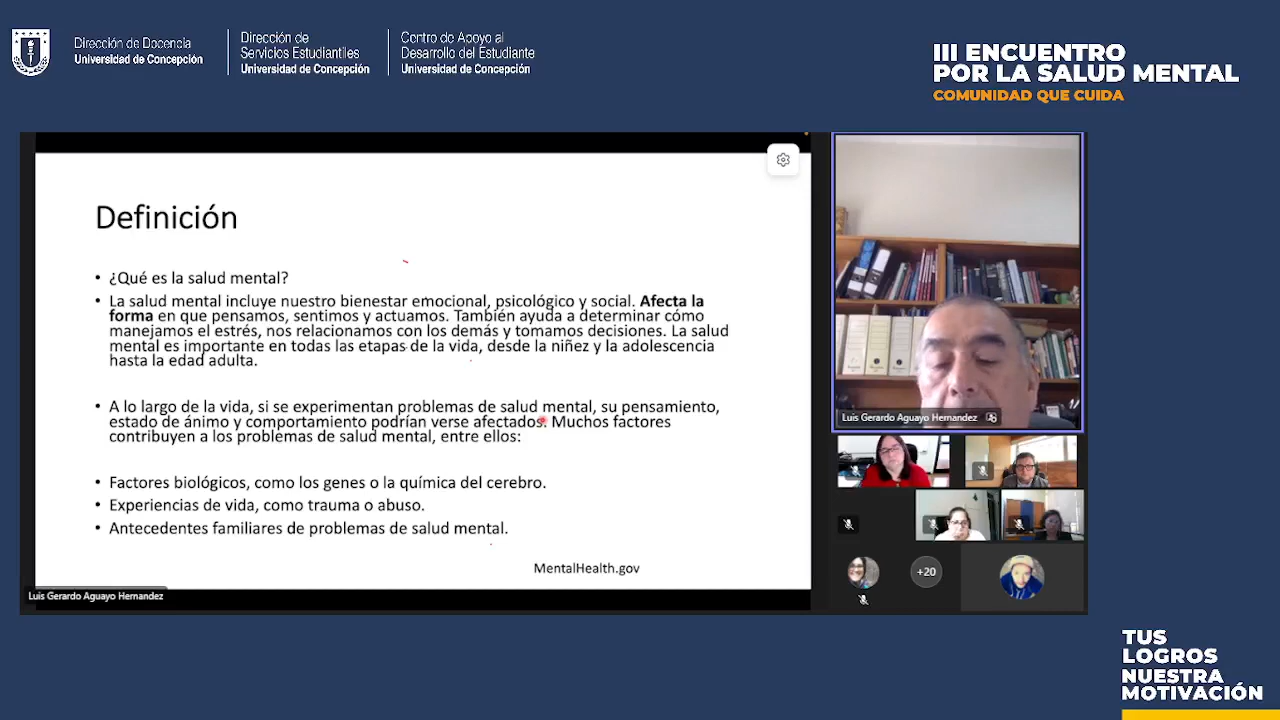 Dirección de Docencia
Universidad de Concepción
Dirección de
Servicios Estudiantiles
Universidad de Concepción
Centro de Apoyo al
Desarrollo del Estudiante
Universidad de Concepción
III ENCUENTRO
POR LA SALUD MENTAL
COMUNIDAD QUE CUIDA
Definición
• ¿Qué es la salud mental?
• La salud mental incluye nuestro bienestar emocional, psicológico y social. Afecta la
forma en que pensamos, sentimos y actuamos. También ayuda a determinar cómo
manejamos el estrés, nos relacionamos con los demás y tomamos decisiones. La salud
mental es importante en todas las etapas de la vida, desde la niñez y la adolescencia
hasta la edad adulta.
• A lo largo de la vida, si se experimentan problemas de salud mental, su pensamiento,
estado de ánimo y comportamiento podrían verse afectados. Muchos factores
contribuyen a los problemas de salud mental, entre ellos:
• Factores biológicos, como los genes o la química del cerebro.
• Experiencias de vida, como trauma o abuso.
• Antecedentes familiares de problemas de salud mental.
MentalHealth.gov
Luis Gerardo Aguayo Hernandez
Luis Gerardo Aguayo Hernandez
+20
TUS
LOGROS
NUESTRA
MOTIVACIÓN